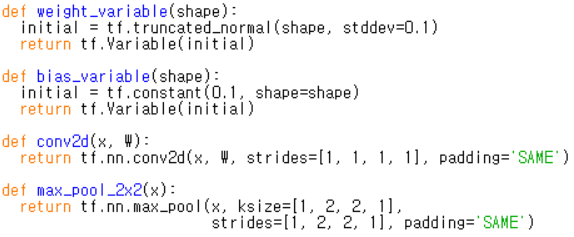 def weight_variable(shape):
  initial = tf.truncated_normal(shape, stddev=0.1)
  return tf.Variable(initial)

def bias_variable(shape):
  initial = tf.constant(0.1, shape=shape)
  return tf.Variable(initial)

def conv2d(x, W):
  return tf.nn.conv2d(x, W, strides=[1, 1, 1, 1], padding='SAME')

def max_pool_2x2(x):
  return tf.nn.max_pool(x, ksize=[1, 2, 2, 1],
                        strides=[1, 2, 2, 1], padding='SAME')